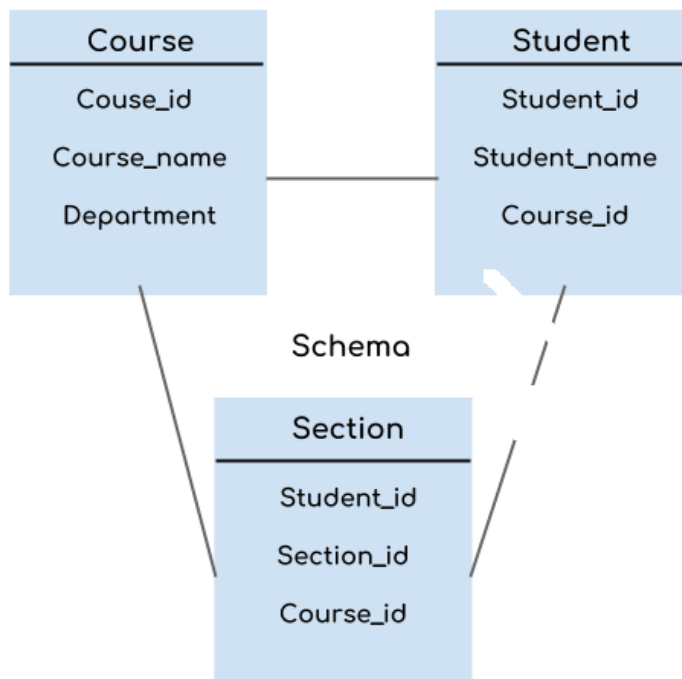 Course
Couse_id
Course_name
Department
Student
Student_id
Student_name
Course_id
Schema
Section
Student_id
Section_id
Course_id